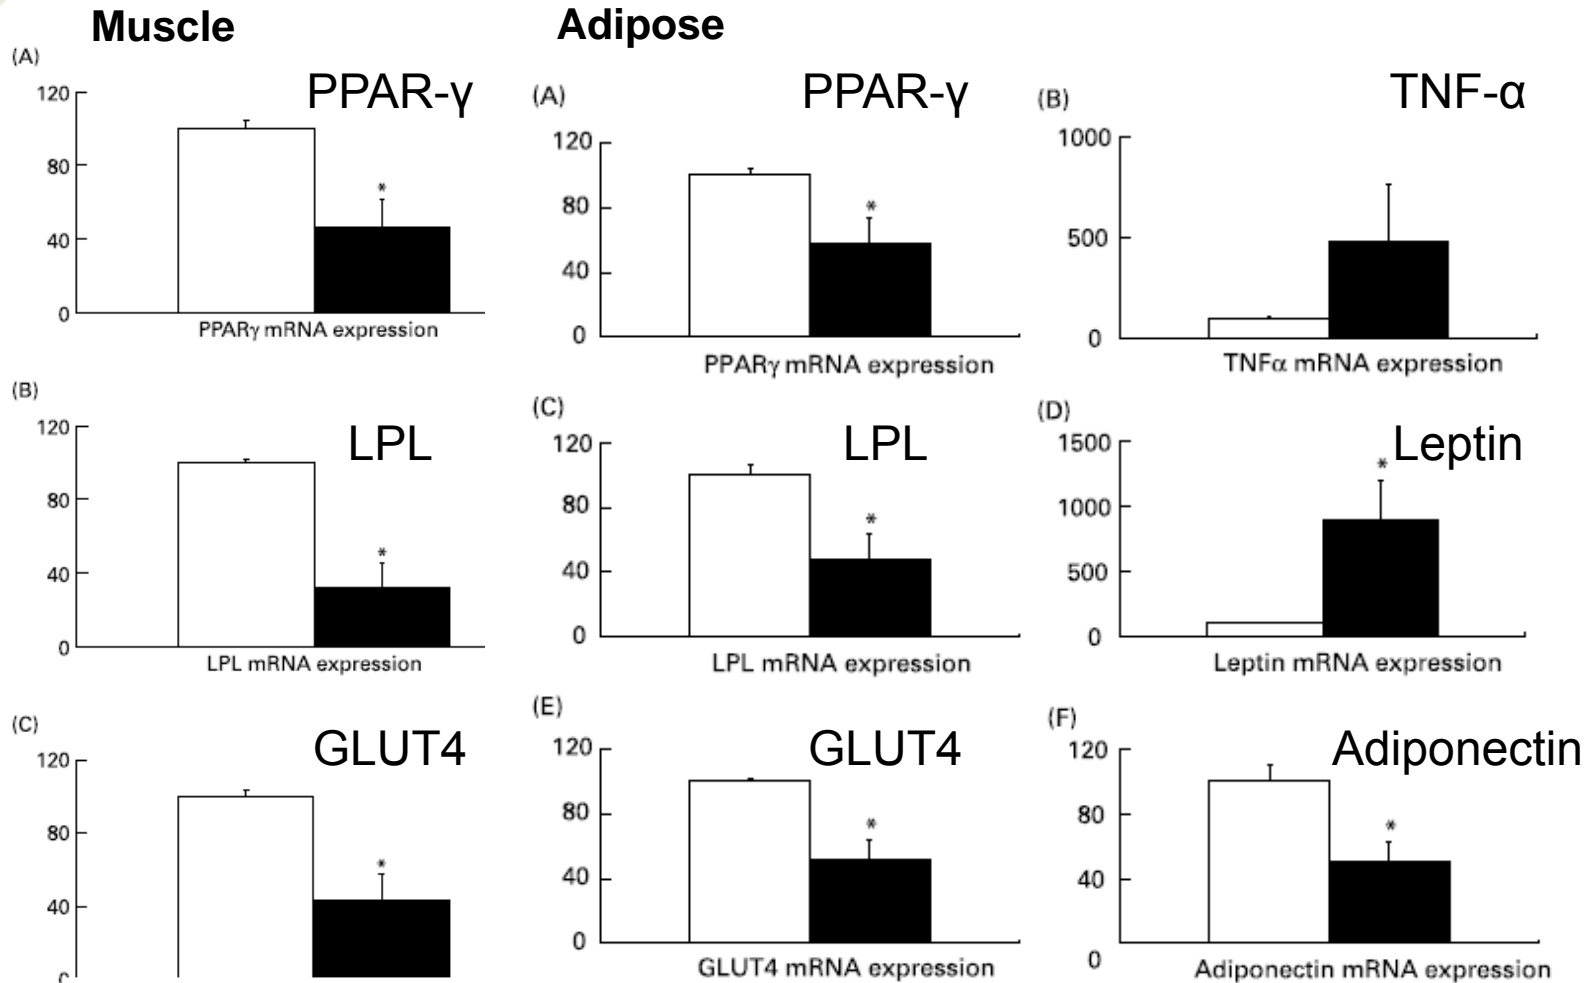 Muscle
(A)
PPAR-γ
120
80
*
40
0
PPARγ mRNA expression
(B)
LPL
120
80
*
40
0
LPL mRNA expression
(C)
GLUT4
120
80
*
40
0
Adipose
(A)
PPAR-γ
120
80
*
40
0
PPARγ mRNA expression
(B)
TNF-α
1000
500
0
TNFα mRNA expression
(C)
LPL
120
80
*
40
0
LPL mRNA expression
(D)
Leptin
1500
*
1000
500
0
Leptin mRNA expression
(E)
GLUT4
120
80
*
40
0
GLUT4 mRNA expression
(F)
Adiponectin
120
80
*
40
0
Adiponectin mRNA expression